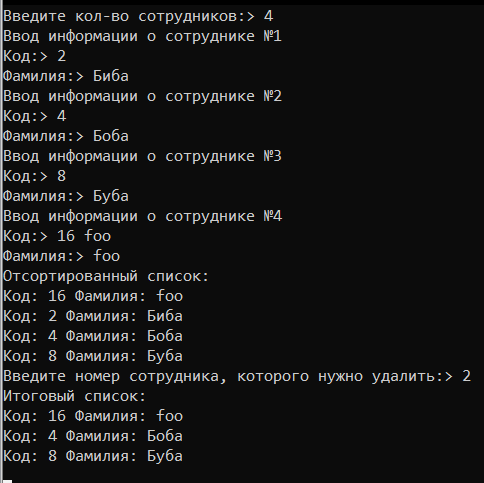 Введите кол-во сотрудников:> 4
Ввод информации о сотруднике №1
Код:> 2
Фамилия:> Биба
Ввод информации о сотруднике №2
Код:> 4
Фамилия:> Боба
Ввод информации о сотруднике №3
Код:> 8
Фамилия:> Буба
Ввод информации о сотруднике №4
Код:> 16 foo
Фамилия:> foo
Отсортированный список:
Код: 16 Фамилия: foo
Код: 2 Фамилия: Биба
Код: 4 Фамилия: Боба
Код: 8 Фамилия: Буба
Введите номер сотрудника, которого нужно удалить:> 2
Итоговый список:
Код: 16 Фамилия: foo
Код: 4 Фамилия: Боба
Код: 8 Фамилия: Буба